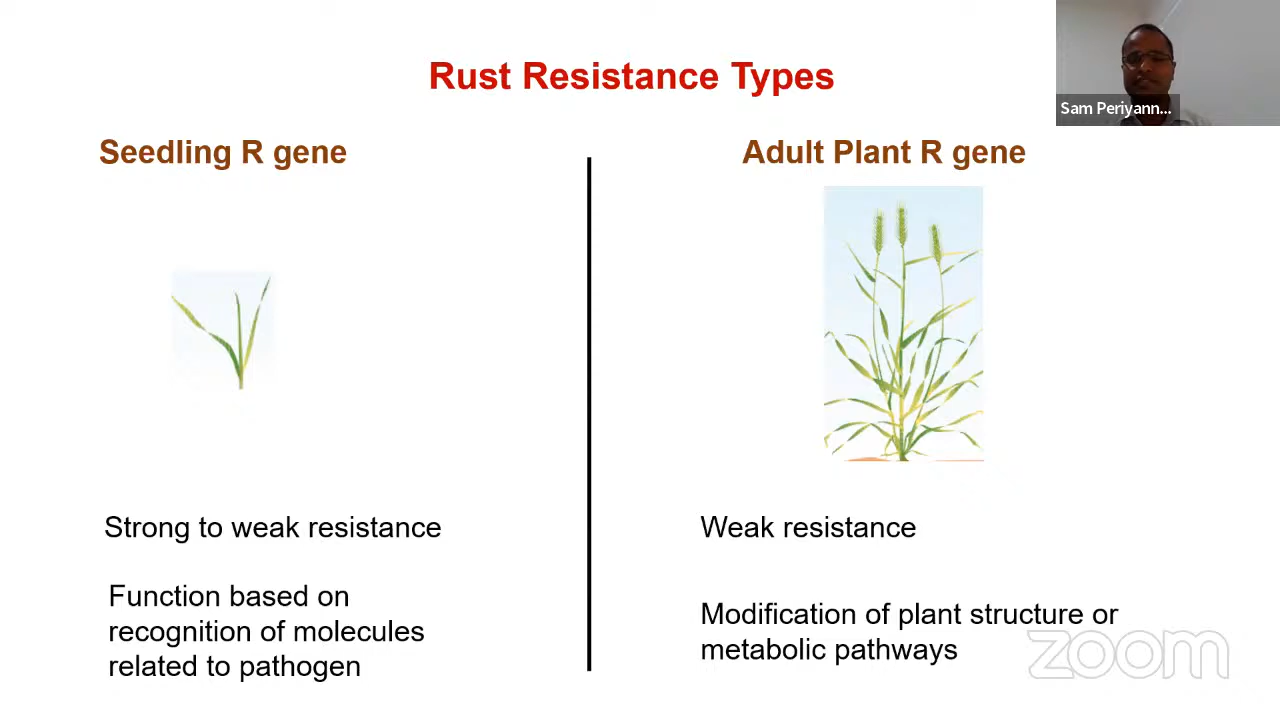 Rust Resistance Types
Sam Periyann...
Seedling R gene
Adult Plant R gene
Strong to weak resistance
Function based on
recognition of molecules
related to pathogen
Weak resistance
Modification of plant structure or
metabolic pathways
zoom